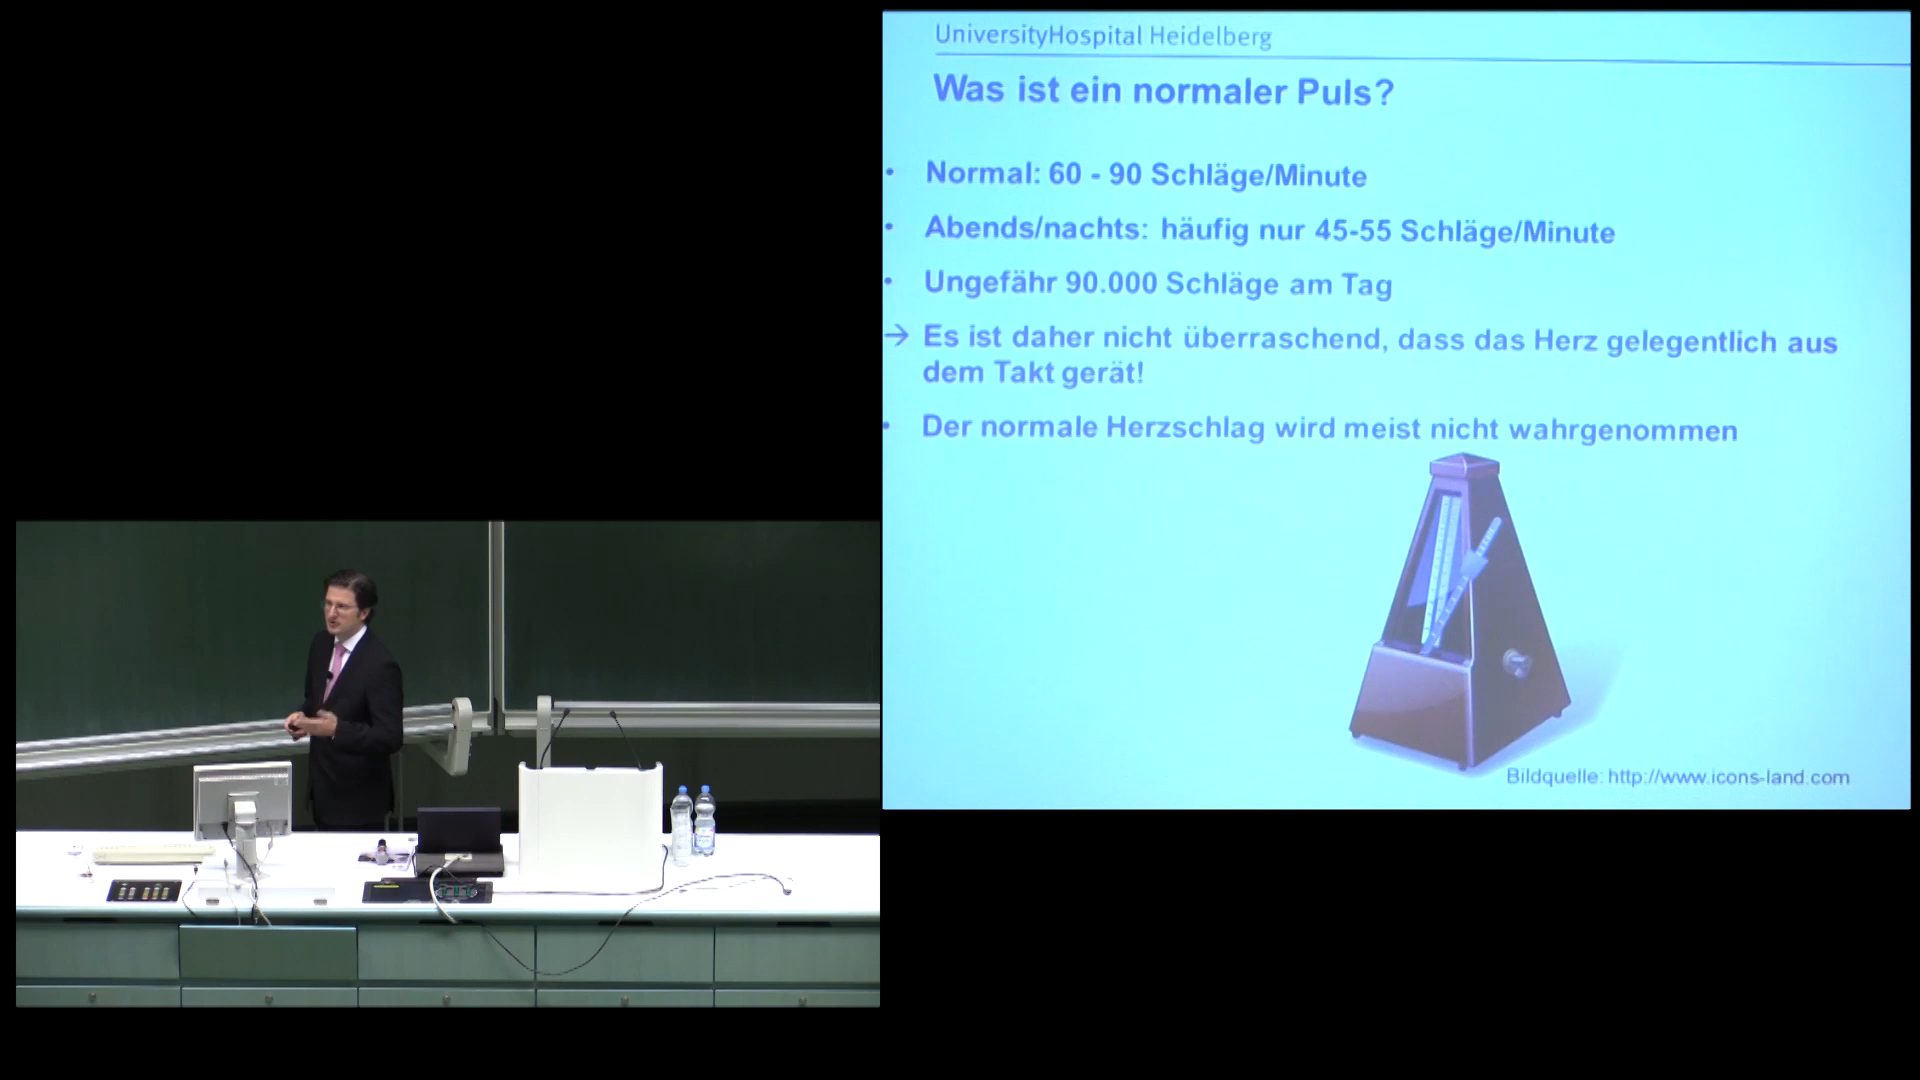 UniversityHospital Heidelberg
Was ist ein normaler Puls?
• Normal: 60 - 90 Schläge/Minute
• Abends/nachts: häufig nur 45-55 Schläge/Minute
• Ungefähr 90.000 Schläge am Tag
→ Es ist daher nicht überraschend, dass das Herz gelegentlich aus
dem Takt gerät!
• Der normale Herzschlag wird meist nicht wahrgenommen
Bildquelle: http://www.icons-land.com